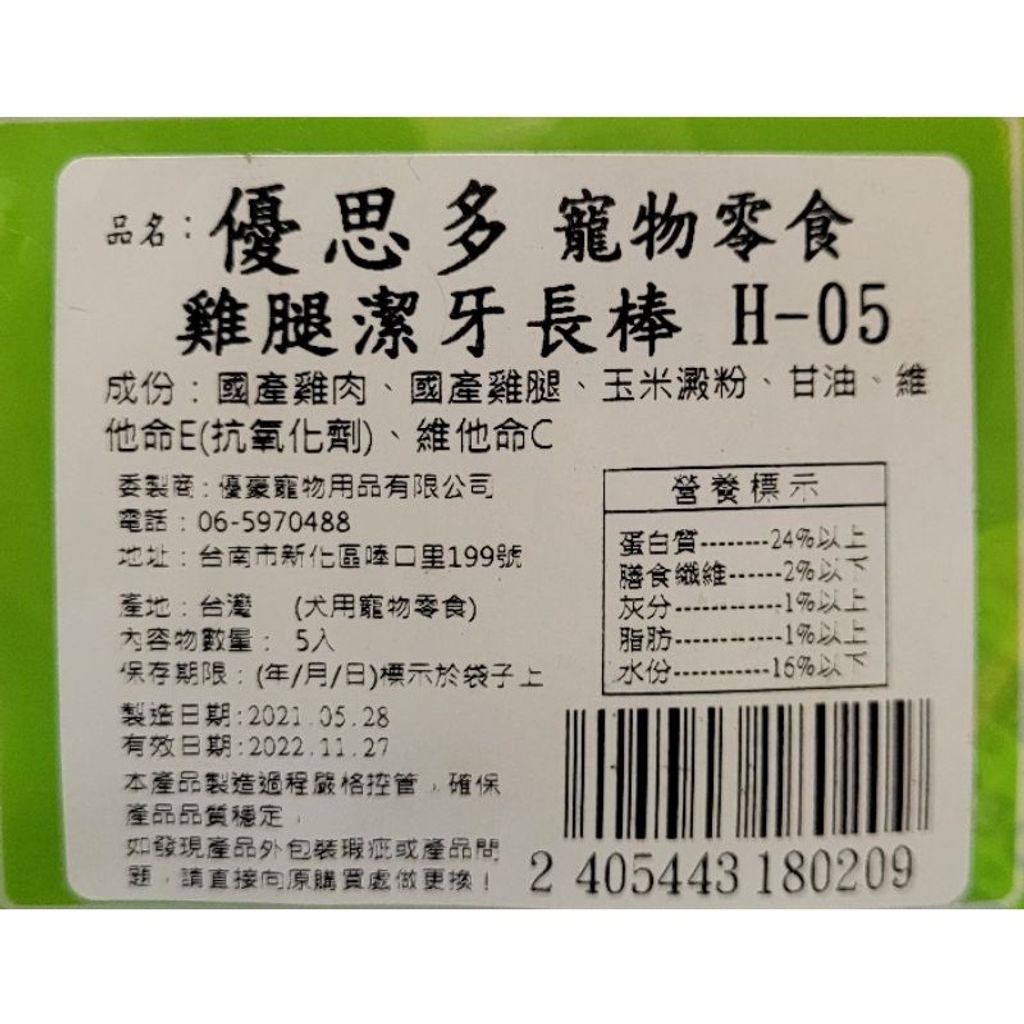 品名：優思多 寵物零食
雞腿潔牙長棒 H-05
成份：國產雞肉、國產雞腿、玉米澱粉、甘油、維
他命E(抗氧化劑)、維他命C
委製商：優豪寵物用品有限公司
電話：06-5970488
地址：台南市新化區唪口里199號
產地：台灣 (犬用寵物零食)
內容物數量： 5入
保存期限：(年/月/日)標示於袋子上
製造日期:2021.05.28
有效日期:2022.11.27
本產品製造過程嚴格控管，確保
產品品質穩定，
如發現產品外包裝瑕疵或產品問
題，請直接向原購買處做更換！
營養標示
蛋白質--------24%以上
膳食纖維------2%以下
灰分------------1%以上
脂肪------------1%以上
水份-----------16%以下
2 405443 180209